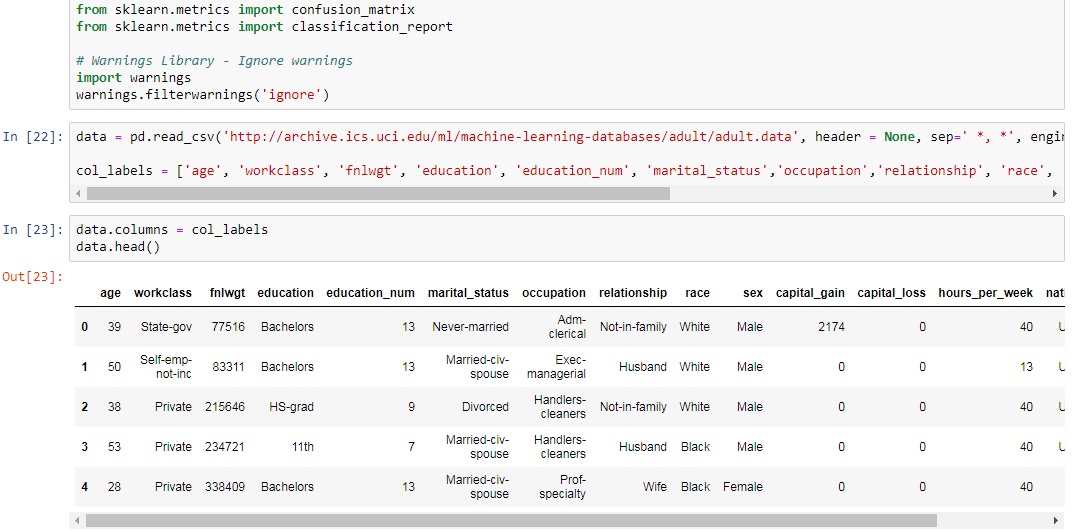 from sklearn.metrics import confusion_matrix
from sklearn.metrics import classification_report
# Warnings Library - Ignore warnings
import warnings
warnings.filterwarnings('ignore')
In [22]: data = pd.read_csv('http://archive.ics.uci.edu/ml/machine-learning-databases/adult/adult.data', header = None, sep=' *, *', engin
col_labels = ['age', 'workclass', 'fnlwgt', 'education', 'education_num', 'marital_status','occupation','relationship', 'race',
In [23]: data.columns = col_labels
data.head()
Out[23]:
age workclass fnlwgt education education_num marital_status occupation relationship race sex capital_gain capital_loss hours_per_week nati
0 39 State-gov 77516 Bachelors 13 Never-married Adm-clerical Not-in-family White Male 2174 0 40 U
1 50 Self-emp-not-inc 83311 Bachelors 13 Married-civ-spouse Exec-managerial Husband White Male 0 0 13 U
2 38 Private 215646 HS-grad 9 Divorced Handlers-cleaners Not-in-family White Male 0 0 40 U
3 53 Private 234721 11th 7 Married-civ-spouse Handlers-cleaners Husband Black Male 0 0 40 U
4 28 Private 338409 Bachelors 13 Married-civ-spouse Prof-specialty Wife Black Female 0 0 40